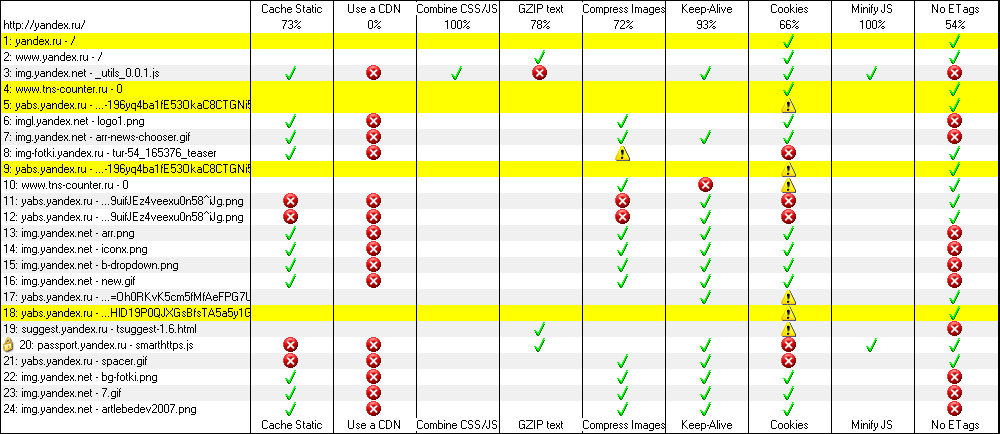 Cache Static Use a CDN Combine CSS/JS GZIP text Compress Images Keep-Alive Cookies Minify JS No ETags
http://yandex.ru/ 73% 0% 100% 78% 72% 93% 66% 100% 54%
1: yandex.ru - /
2: www.yandex.ru - /
3: img.yandex.net - _utils_0.0.1.js
4: www.tns-counter.ru - 0
5: yabs.yandex.ru - ...-196yq4ba1fE53OkaC8CTGNi5
6: imgl.yandex.net - logo1.png
7: img.yandex.net - arr-news-chooser.gif
8: img-fotki.yandex.ru - tur-54_165376_teaser
9: yabs.yandex.ru - ...-196yq4ba1fE53OkaC8CTGNi5
10: www.tns-counter.ru - 0
11: yabs.yandex.ru - ...9uifJEz4veexu0n58^iJg.png
12: yabs.yandex.ru - ...9uifJEz4veexu0n58^iJg.png
13: img.yandex.net - arr.png
14: img.yandex.net - iconx.png
15: img.yandex.net - b-dropdown.png
16: img.yandex.net - new.gif
17: yabs.yandex.ru - ...=Oh0RKvK5cm5fMfAeFPG7L
18: yabs.yandex.ru - ...HID19P0QJXGsBfsTA5a5y1G
19: suggest.yandex.ru - tsuggest-1.6.html
20: passport.yandex.ru - smarthttps.js
21: yabs.yandex.ru - spacer.gif
22: img.yandex.net - bg-fotki.png
23: img.yandex.net - 7.gif
24: img.yandex.net - artlebedev2007.png
Cache Static Use a CDN Combine CSS/JS GZIP text Compress Images Keep-Alive Cookies Minify JS No ETags